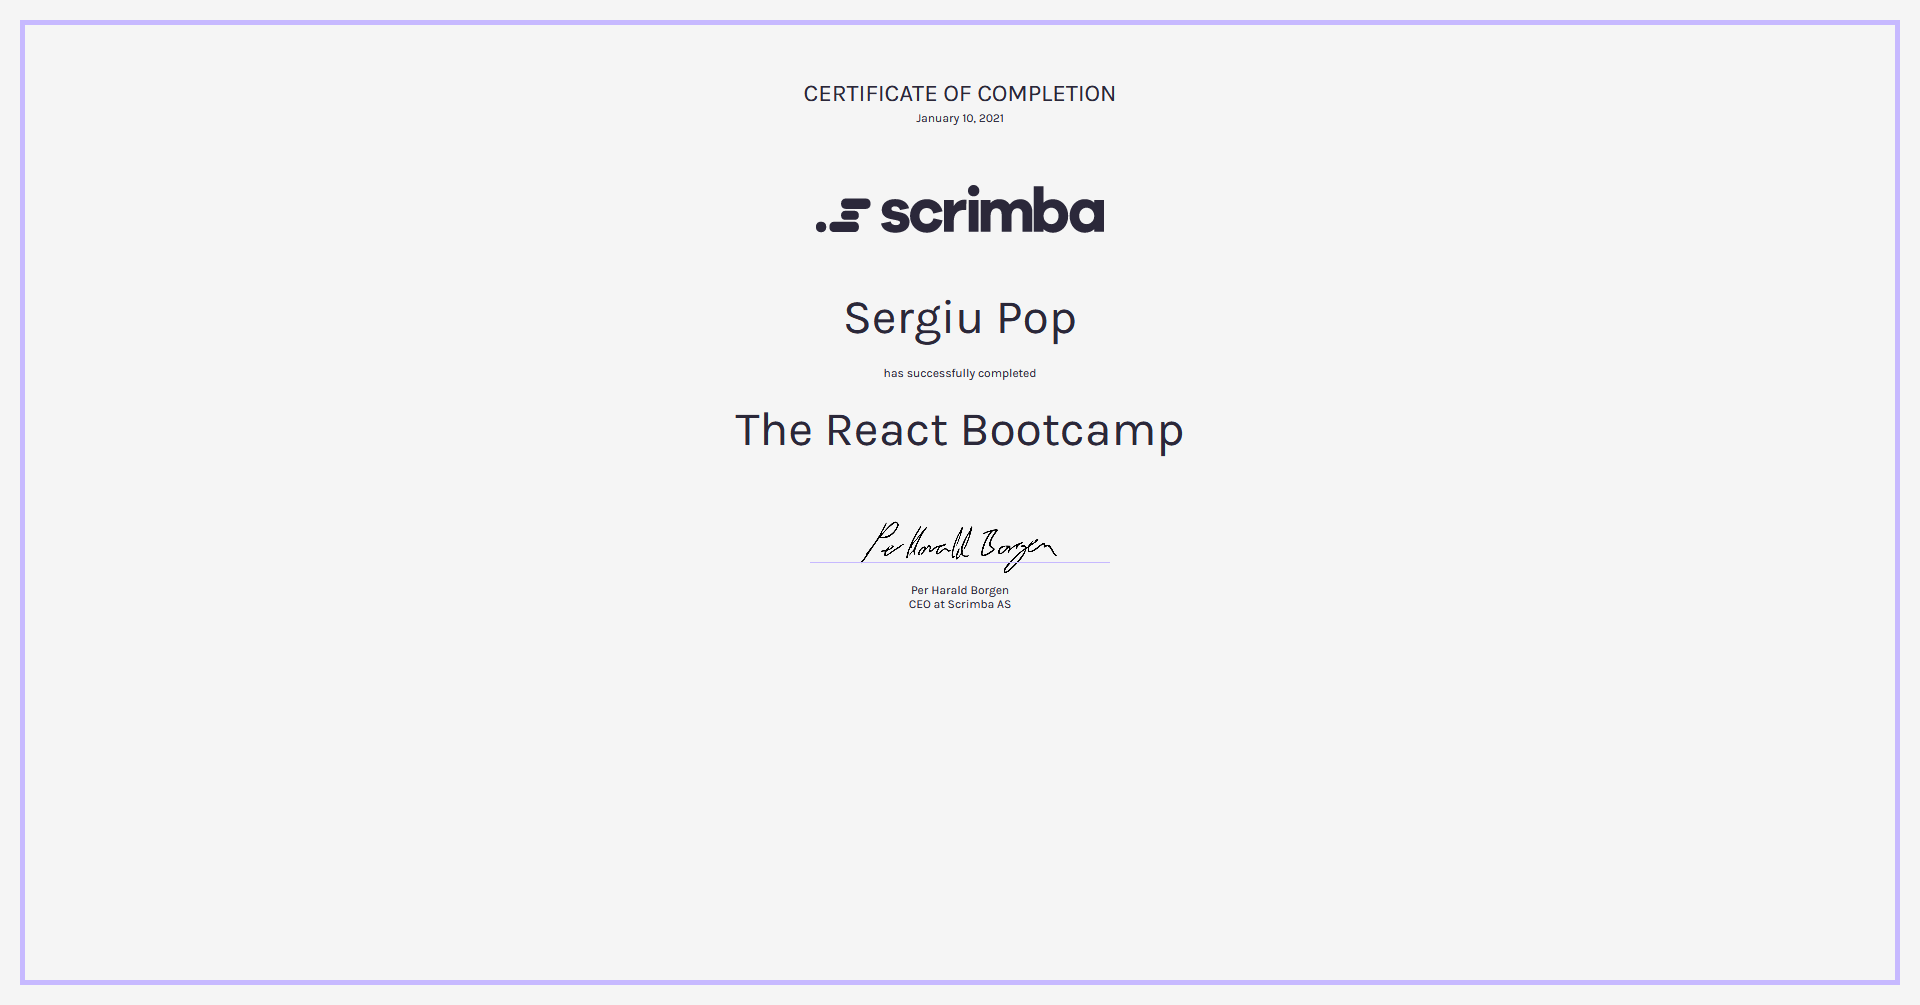 CERTIFICATE OF COMPLETION
January 10, 2021
scrimba
Sergiu Pop
has successfully completed
The React Bootcamp
Per Harald Borgen
Per Harald Borgen
CEO at Scrimba AS